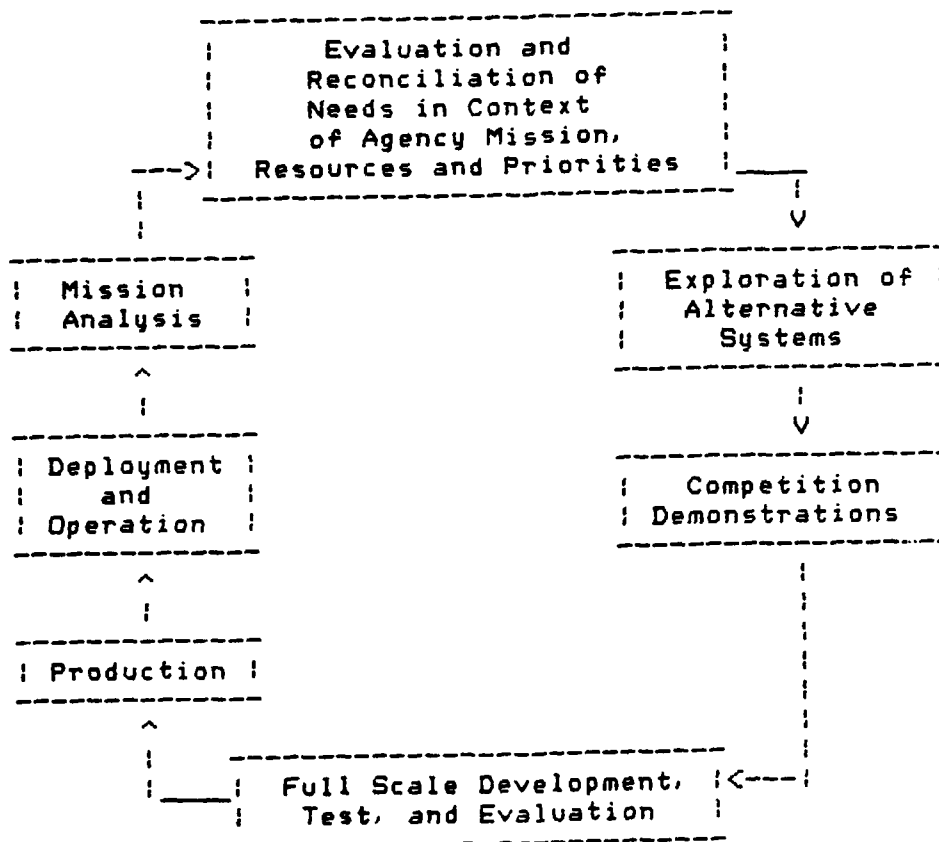 Evaluation and
Reconciliation of
Needs in Context
of Agency Mission,
Resources and Priorities
Mission
Analysis
Exploration of
Alternative
Systems
Deployment
and
Operation
Competition
Demonstrations
Production
Full Scale Development,
Test, and Evaluation